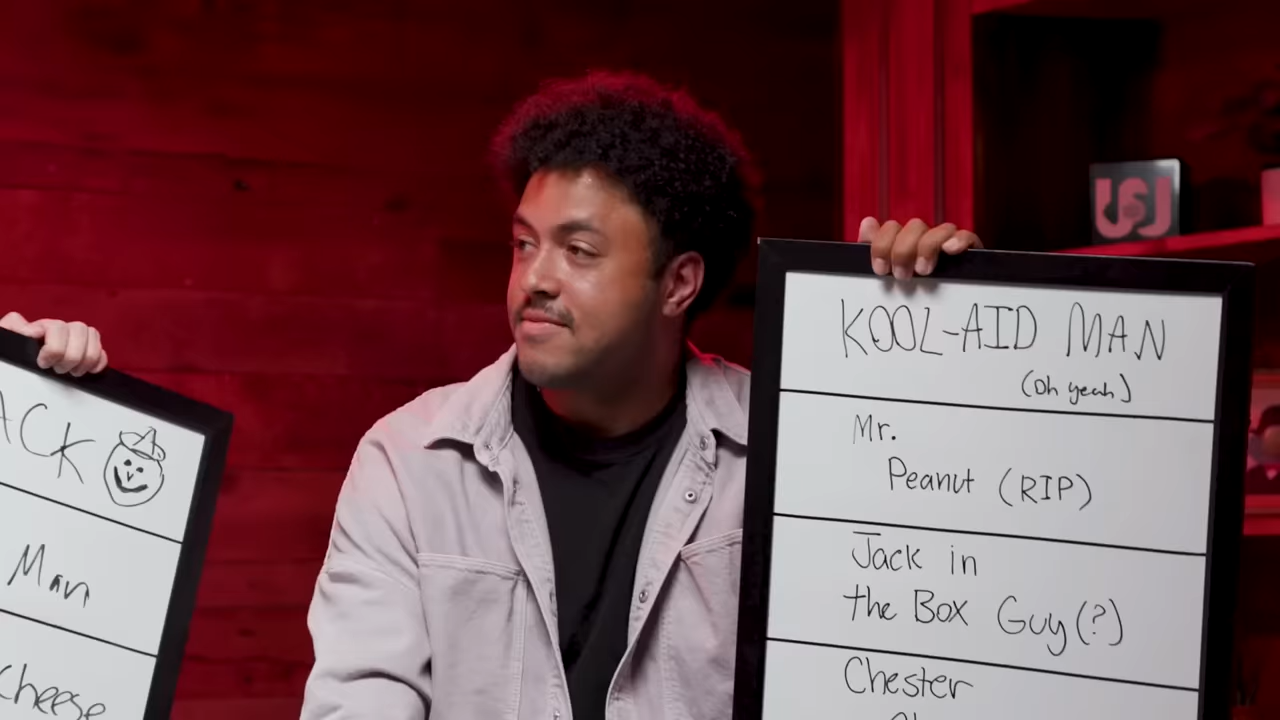 ACK
Man
Cheese
KOOL-AID MAN
(Oh yeah)
Mr.
Peanut (RIP)
Jack in
the Box Guy(?)
Chester